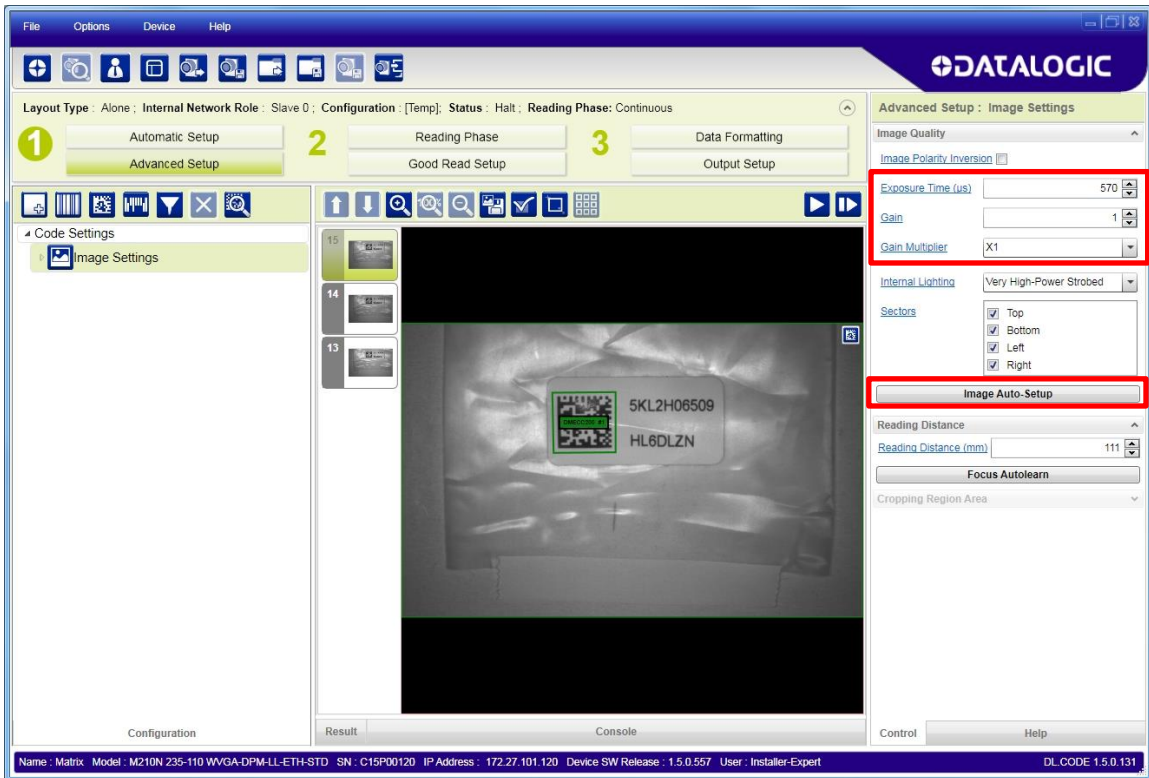 File Options Device Help
DATALOGIC
Layout Type : Alone ; Internal Network Role : Slave 0 ; Configuration : [Temp]; Status : Halt ; Reading Phase: Continuous
1 Automatic Setup 2 Reading Phase 3 Data Formatting
Advanced Setup Good Read Setup Output Setup
Code Settings
Image Settings
100%
15
14
13
5KL2H06509
HL6DLZN
Result Console
Configuration
Advanced Setup : Image Settings
Image Quality
Image Polarity Inversion
Exposure Time (µs) 570
Gain 1
Gain Multiplier X1
Internal Lighting Very High-Power Strobed
Sectors Top
Bottom
Left
Right
Image Auto-Setup
Reading Distance
Reading Distance (mm) 111
Focus Autolearn
Cropping Region Area
Control Help
Name : Matrix Model : M210N 235-110 WVGA-DPM-LL-ETH-STD SN : C15P00120 IP Address : 172.27.101.120 Device SW Release : 1.5.0.557 User : Installer-Expert DL.CODE 1.5.0.131